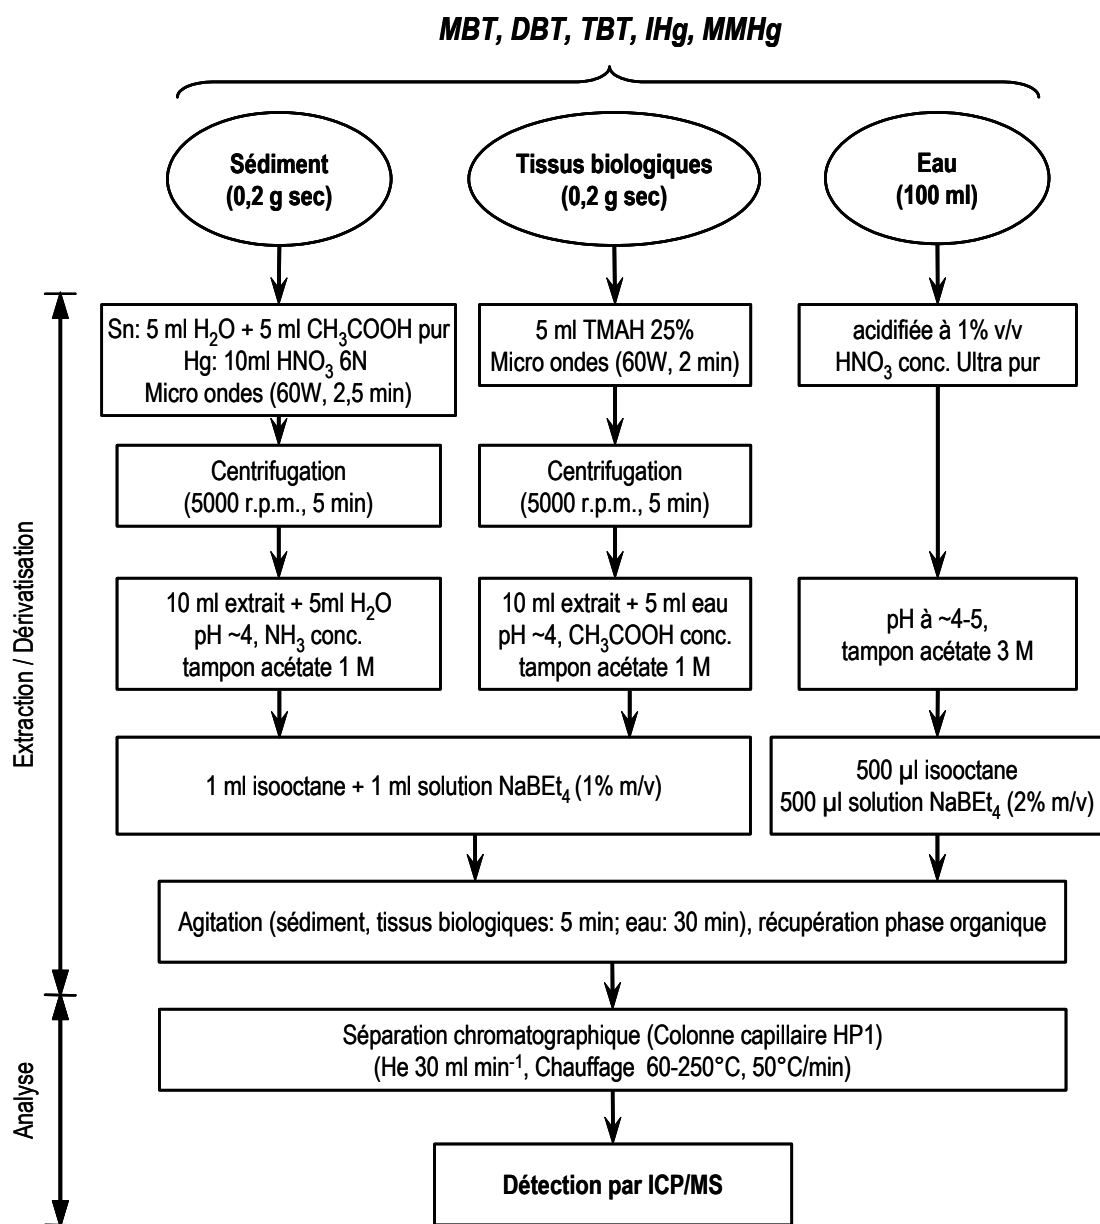 MBT, DBT, TBT, IHg, MMHg
Sédiment
(0,2 g sec)
Tissus biologiques
(0,2 g sec)
Eau
(100 ml)
Extraction / Dérivatisation
Sn: 5 ml H₂O + 5 ml CH₃COOH pur
Hg: 10ml HNO₃ 6N
Micro ondes (60W, 2,5 min)
5 ml TMAH 25%
Micro ondes (60W, 2 min)
acidifiée à 1% v/v
HNO₃ conc. Ultra pur
Centrifugation
(5000 r.p.m., 5 min)
Centrifugation
(5000 r.p.m., 5 min)
10 ml extrait + 5ml H₂O
pH ~4, NH₃ conc.
tampon acétate 1 M
10 ml extrait + 5 ml eau
pH ~4, CH₃COOH conc.
tampon acétate 1 M
pH à ~4-5,
tampon acétate 3 M
1 ml isooctane + 1 ml solution NaBEt₄ (1% m/v)
500 µl isooctane
500 µl solution NaBEt₄ (2% m/v)
Agitation (sédiment, tissus biologiques: 5 min; eau: 30 min), récupération phase organique
Analyse
Séparation chromatographique (Colonne capillaire HP1)
(He 30 ml min⁻¹, Chauffage 60-250°C, 50°C/min)
Détection par ICP/MS